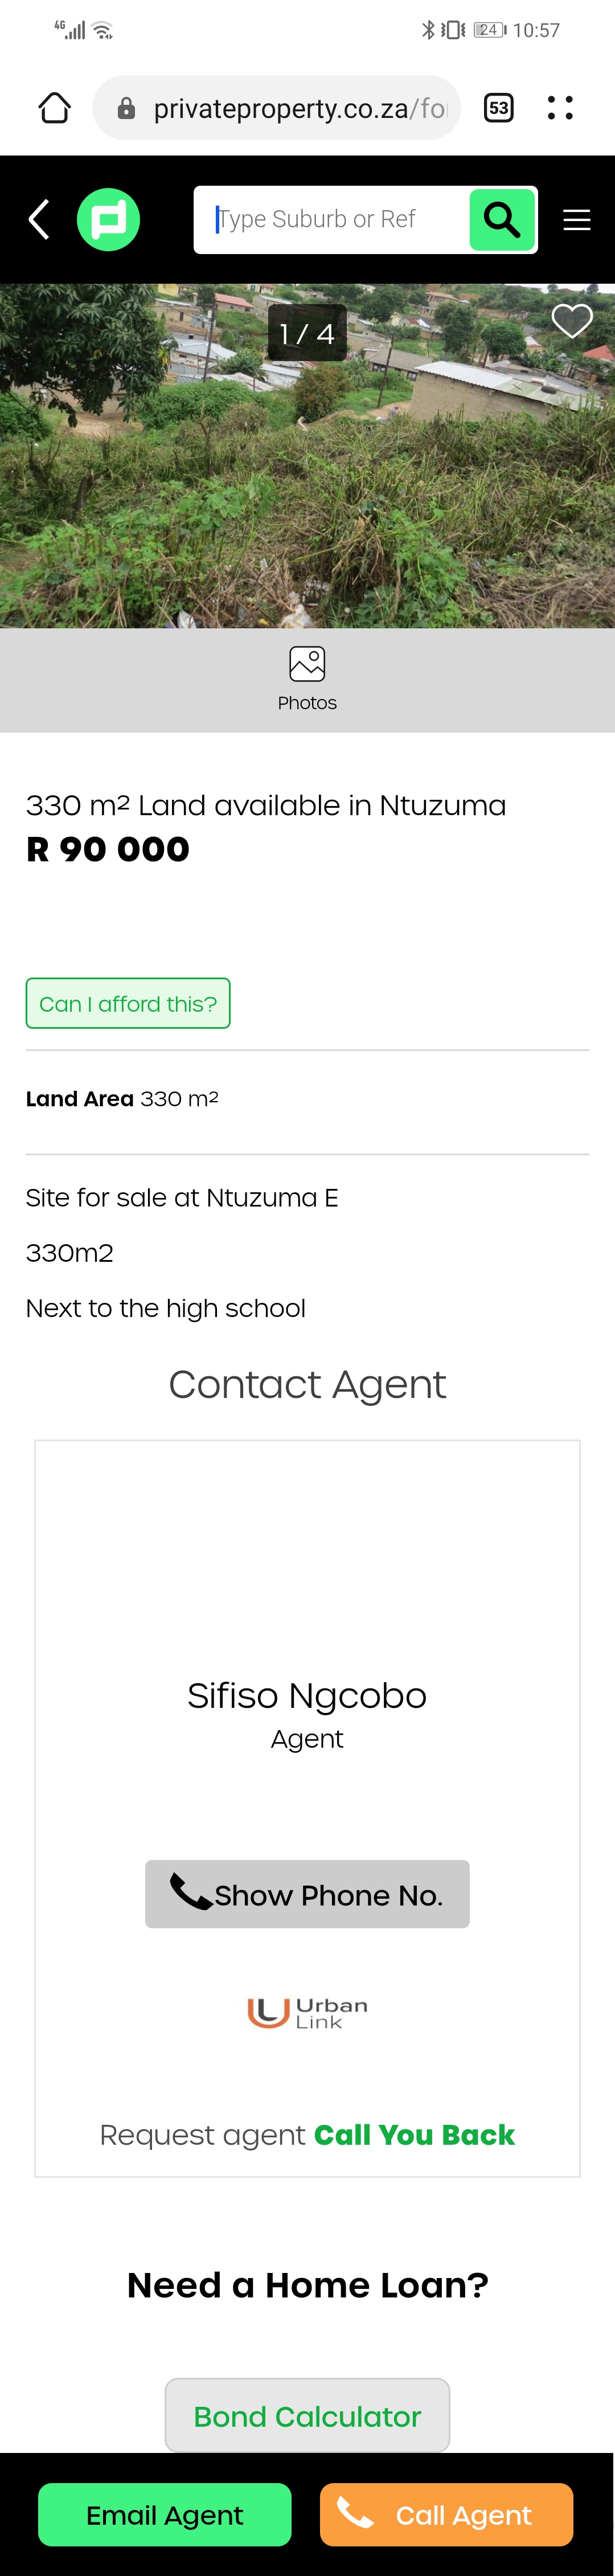 4G
24
10:57
privateproperty.co.za/fo
53
Type Suburb or Ref
1 / 4
Photos
330 m² Land available in Ntuzuma
R 90 000
Can I afford this?
Land Area 330 m²
Site for sale at Ntuzuma E
330m2
Next to the high school
Contact Agent
Sifiso Ngcobo
Agent
Show Phone No.
Urban
Link
Request agent Call You Back
Need a Home Loan?
Bond Calculator
Email Agent
Call Agent